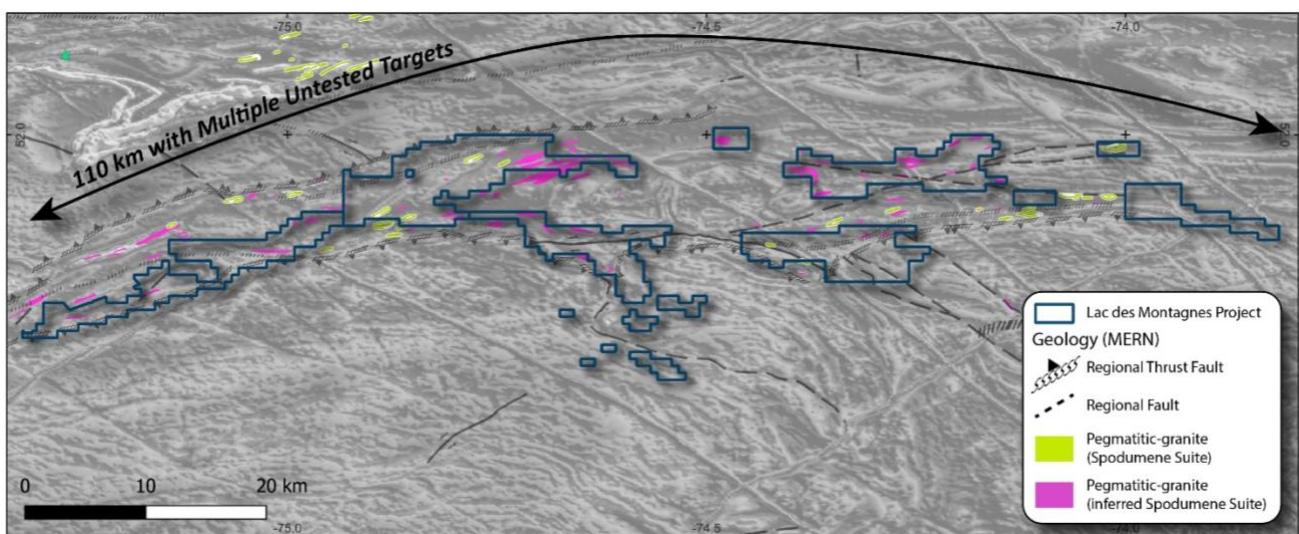 -75.0
-74.5
-74.0
110 km with Multiple Untested Targets
52.0
52.0
Lac des Montagnes Project
Geology (MERN)
Regional Thrust Fault
Regional Fault
Pegmatitic-granite
(Spodumene Suite)
Pegmatitic-granite
(inferred Spodumene Suite)
0 10 20 km
-75.0
-74.5
-74.0